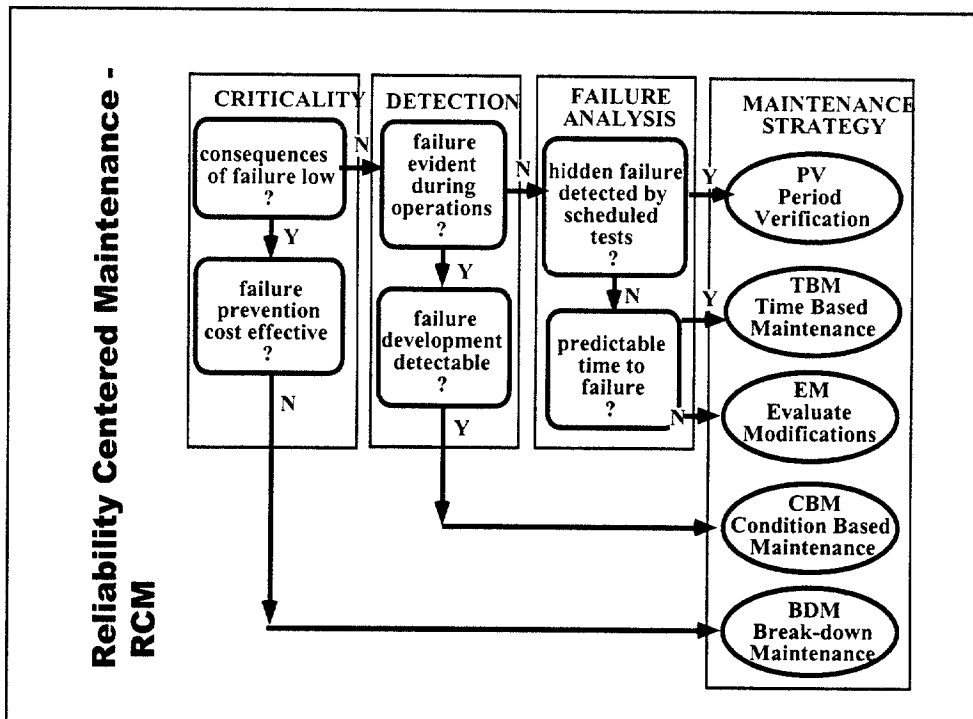 Reliability Centered Maintenance -
RCM
CRITICALITY
consequences
of failure low
?
N
Y
failure
prevention
cost effective
?
N
DETECTION
failure
evident
during
operations
?
N
Y
failure
development
detectable
?
Y
FAILURE
ANALYSIS
hidden failure
detected by
scheduled
tests
?
Y
N
predictable
time to
failure
?
Y
N
MAINTENANCE
STRATEGY
PV
Period
Verification
TBM
Time Based
Maintenance
EM
Evaluate
Modifications
CBM
Condition Based
Maintenance
BDM
Break-down
Maintenance